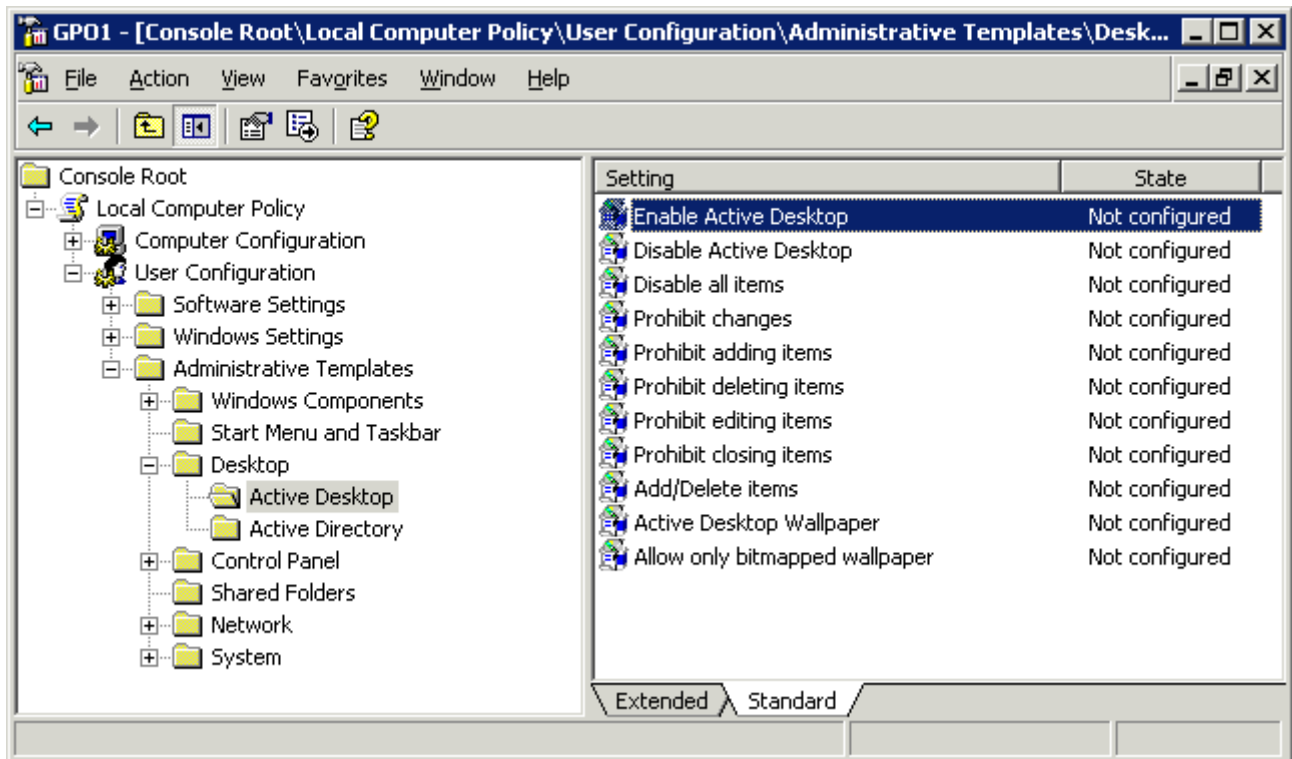 GPO1 - [Console Root\Local Computer Policy\User Configuration\Administrative Templates\Desk...
File Action View Favorites Window Help
Console Root
Local Computer Policy
Computer Configuration
User Configuration
Software Settings
Windows Settings
Administrative Templates
Windows Components
Start Menu and Taskbar
Desktop
Active Desktop
Active Directory
Control Panel
Shared Folders
Network
System
Setting State
Enable Active Desktop Not configured
Disable Active Desktop Not configured
Disable all items Not configured
Prohibit changes Not configured
Prohibit adding items Not configured
Prohibit deleting items Not configured
Prohibit editing items Not configured
Prohibit closing items Not configured
Add/Delete items Not configured
Active Desktop Wallpaper Not configured
Allow only bitmapped wallpaper Not configured
Extended Standard